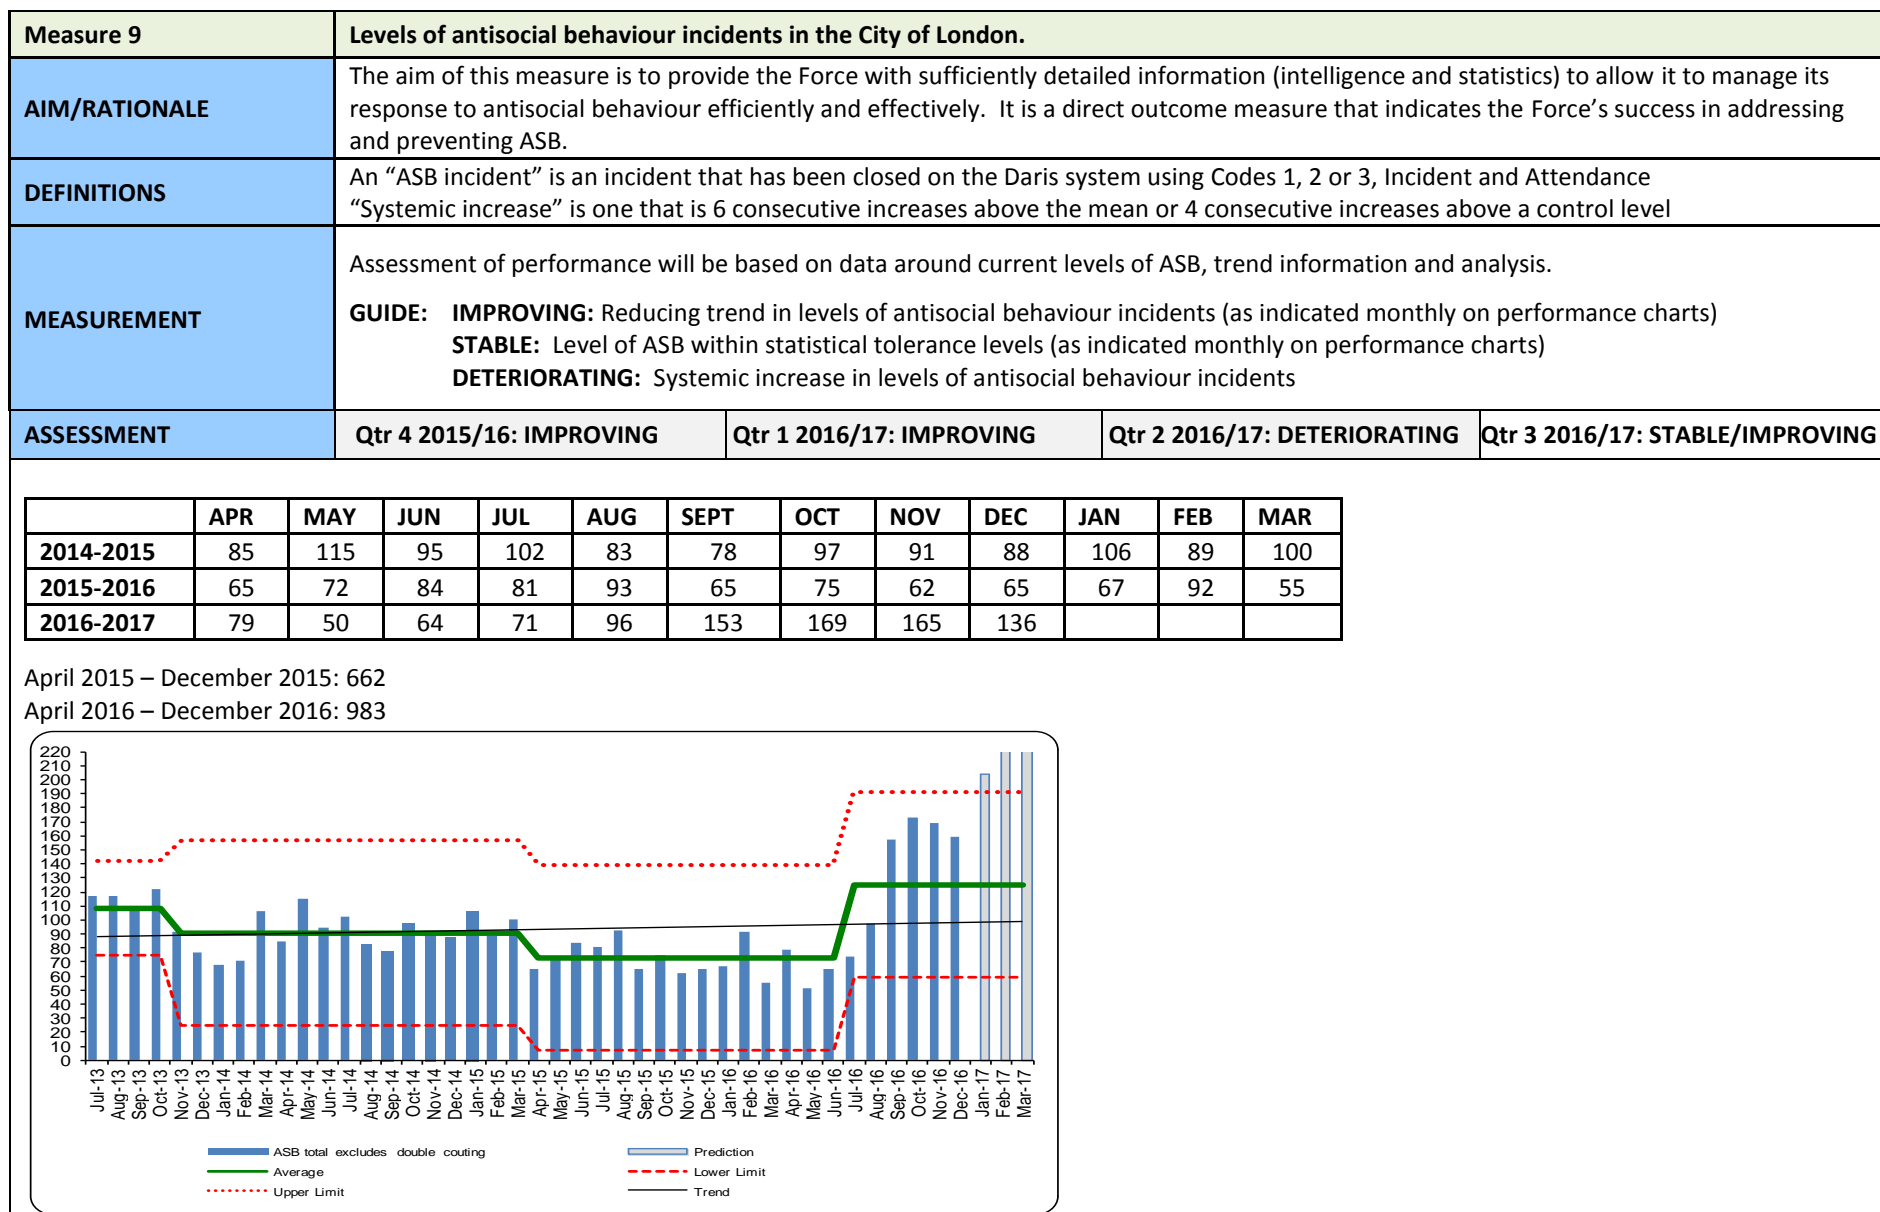 Measure 9
Levels of antisocial behaviour incidents in the City of London.
AIM/RATIONALE
The aim of this measure is to provide the Force with sufficiently detailed information (intelligence and statistics) to allow it to manage its
response to antisocial behaviour efficiently and effectively. It is a direct outcome measure that indicates the Force's success in addressing
and preventing ASB.
DEFINITIONS
An "ASB incident" is an incident that has been closed on the Daris system using Codes 1, 2 or 3, Incident and Attendance
"Systemic increase" is one that is 6 consecutive increases above the mean or 4 consecutive increases above a control level
MEASUREMENT
Assessment of performance will be based on data around current levels of ASB, trend information and analysis.
GUIDE: IMPROVING: Reducing trend in levels of antisocial behaviour incidents (as indicated monthly on performance charts)
STABLE: Level of ASB within statistical tolerance levels (as indicated monthly on performance charts)
DETERIORATING: Systemic increase in levels of antisocial behaviour incidents
ASSESSMENT
Qtr 4 2015/16: IMPROVING
Qtr 1 2016/17: IMPROVING
Qtr 2 2016/17: DETERIORATING
Qtr 3 2016/17: STABLE/IMPROVING
APR MAY JUN JUL AUG SEPT OCT NOV DEC JAN FEB MAR
2014-2015 85 115 95 102 83 78 97 91 88 106 89 100
2015-2016 65 72 84 81 93 65 75 62 65 67 92 55
2016-2017 79 50 64 71 96 153 169 165 136
April 2015 – December 2015: 662
April 2016 – December 2016: 983
220
210
200
190
180
170
160
150
140
130
120
110
100
90
80
70
60
50
40
30
20
10
0
Jul-13
Aug-13
Sep-13
Oct-13
Nov-13
Dec-13
Jan-14
Feb-14
Mar-14
Apr-14
May-14
Jun-14
Jul-14
Aug-14
Sep-14
Oct-14
Nov-14
Dec-14
Jan-15
Feb-15
Mar-15
Apr-15
May-15
Jun-15
Jul-15
Aug-15
Sep-15
Oct-15
Nov-15
Dec-15
Jan-16
Feb-16
Mar-16
Apr-16
May-16
Jun-16
Jul-16
Aug-16
Sep-16
Oct-16
Nov-16
Dec-16
Jan-17
Feb-17
Mar-17
ASB total excludes double couting
Prediction
Average
Lower Limit
Upper Limit
Trend